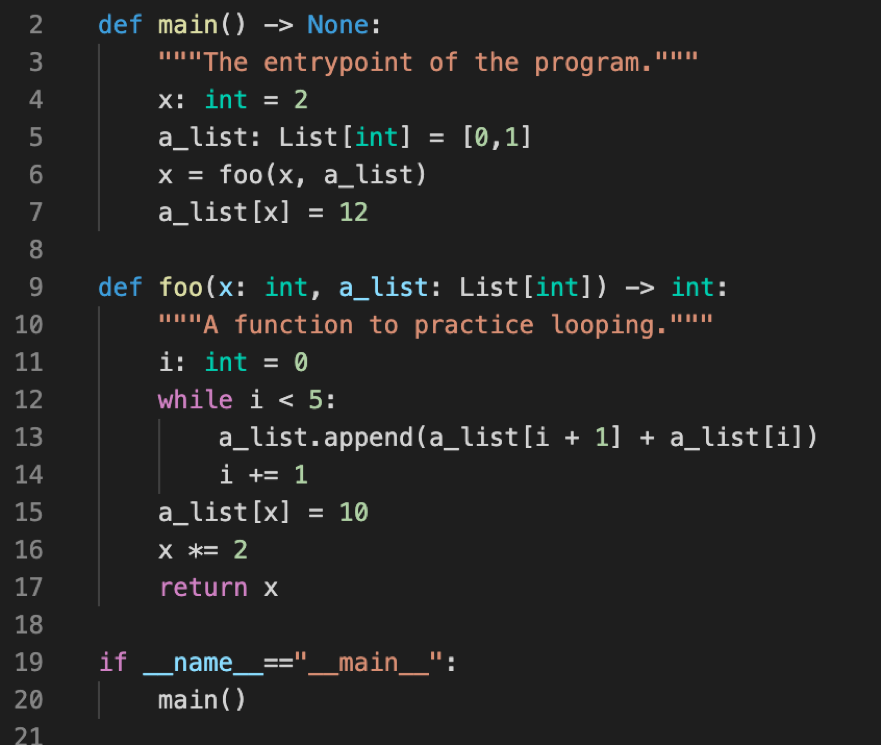 2 def main() -> None:
3     """The entrypoint of the program."""
4     x: int = 2
5     a_list: List[int] = [0,1]
6     x = foo(x, a_list)
7     a_list[x] = 12
8
9 def foo(x: int, a_list: List[int]) -> int:
10     """A function to practice looping."""
11     i: int = 0
12     while i < 5:
13         a_list.append(a_list[i + 1] + a_list[i])
14         i += 1
15     a_list[x] = 10
16     x *= 2
17     return x
18
19 if __name__=="__main__":
20     main()
21